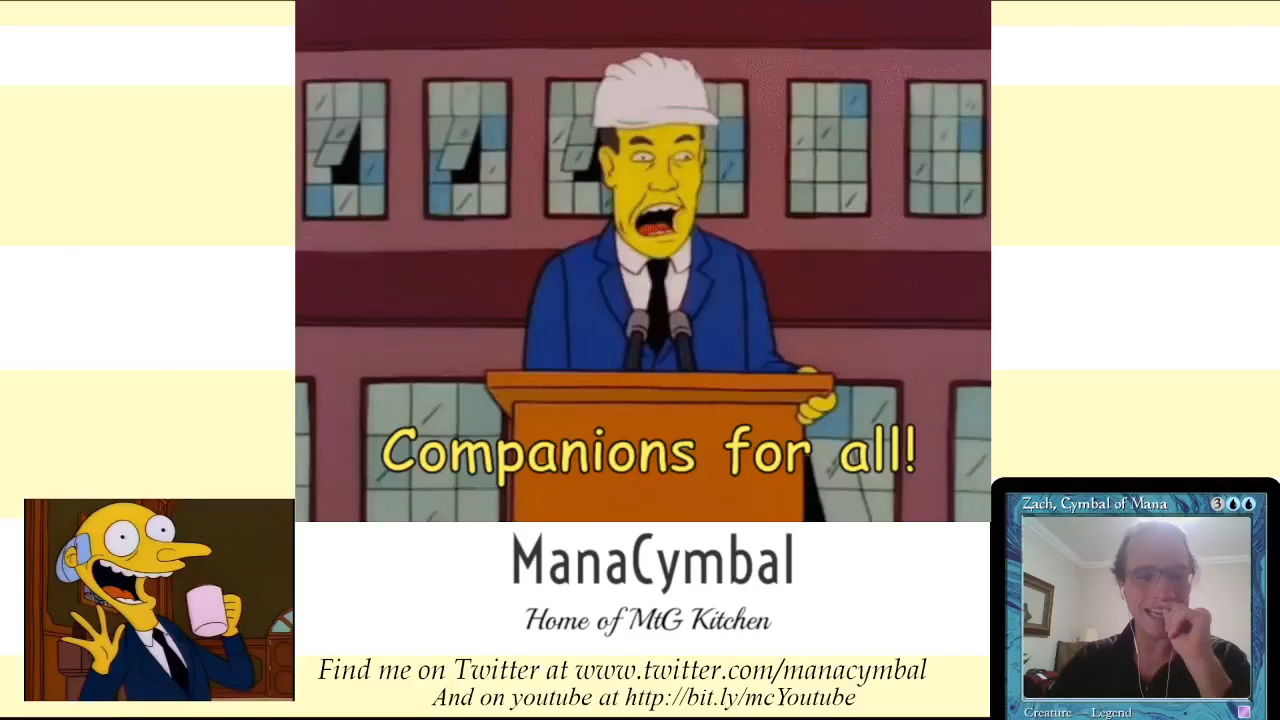 Companions for all!
ManaCymbal
Home of MtG Kitchen
Find me on Twitter at www.twitter.com/manacymbal
And on youtube at http://bit.ly/mcYoutube
Zach, Cymbal of Mana 3
Creature — Legend